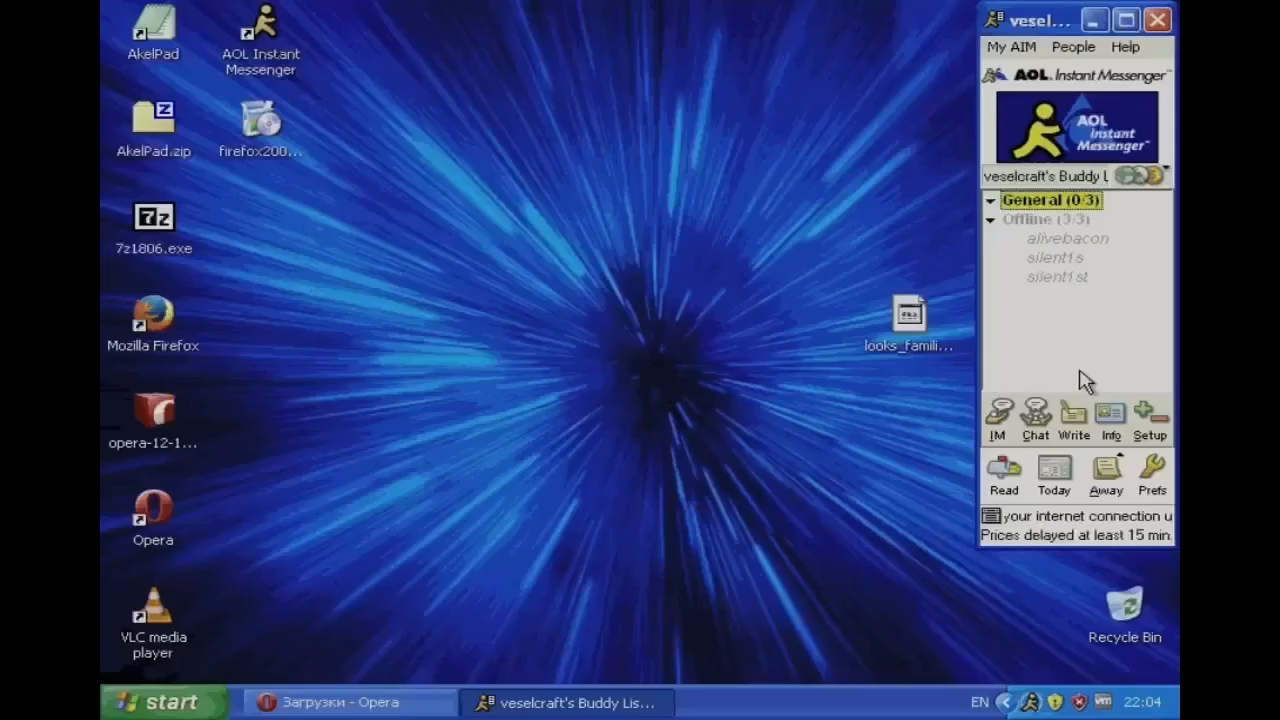 AkelPad
AOL Instant
Messenger
AkelPad.zip
firefox200...
7z
7z1806.exe
Mozilla Firefox
opera-12-1...
Opera
VLC media
player
looks_famili...
Recycle Bin
vesel...
My AIM People Help
AOL Instant Messenger™
AOL
Instant
Messenger™
veselcraft's Buddy L
General (0/3)
Offline (3/3)
alivebacon
silent1s
silent1st
IM Chat Write Info Setup
Read Today Away Prefs
your internet connection u
Prices delayed at least 15 min.
start Загрузки - Opera veselcraft's Buddy Lis... EN 22:04